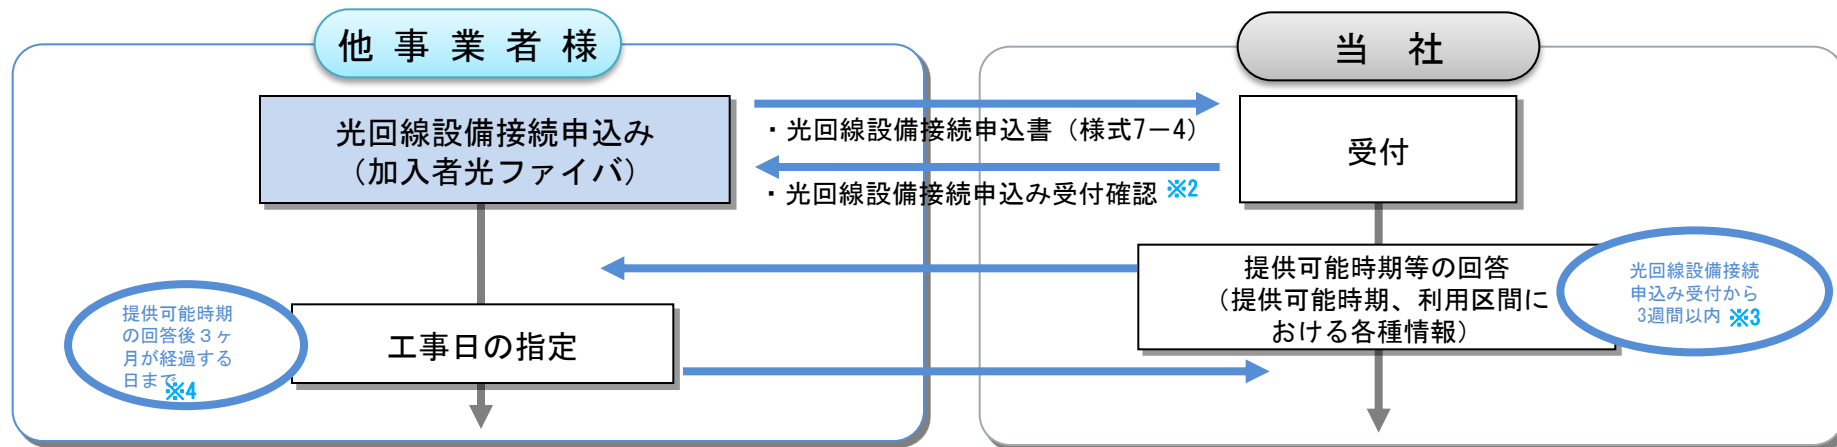 他事業者様
当社
光回線設備接続申込み
（加入者光ファイバ）
・光回線設備接続申込書（様式7－4）
・光回線設備接続申込み受付確認 ※2
受付
提供可能時期等の回答
（提供可能時期、利用区間に
おける各種情報）
光回線設備接続
申込み受付から
3週間以内 ※3
提供可能時期
の回答後３ヶ
月が経過する
日まで
※4
工事日の指定